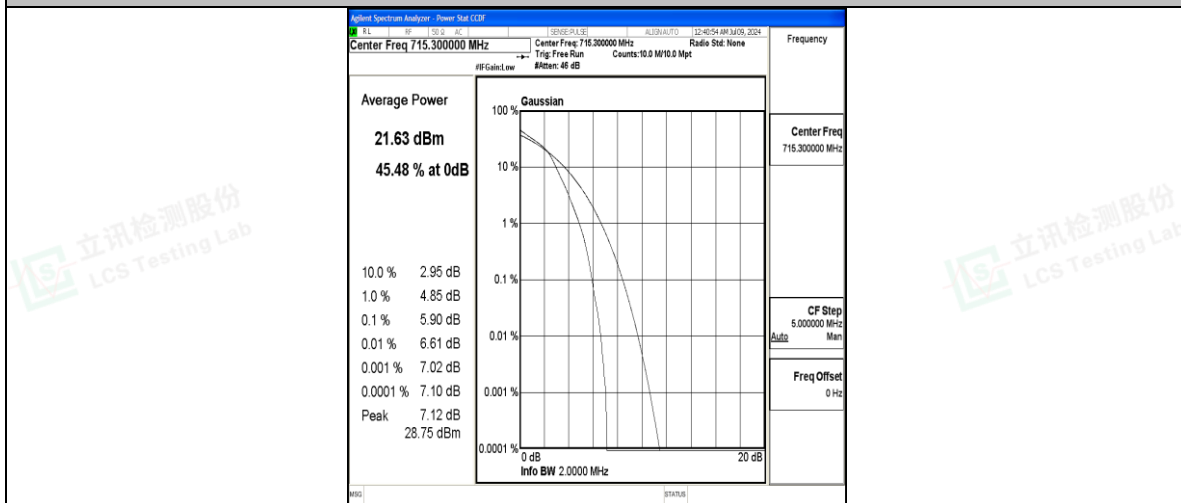 Agilent Spectrum Analyzer - Power Stat CCDF
RL RF 50 Ω AC SENSE:PULSE ALIGN AUTO 12:40:54 AM Jul 09, 2024
Center Freq 715.300000 MHz
Center Freq: 715.300000 MHz
Radio Std: None
Trig: Free Run
Counts:10.0 M/10.0 Mpt
#IFGain:Low
#Atten: 46 dB
Frequency
Average Power
21.63 dBm
45.48 % at 0dB
10.0 % 2.95 dB
1.0 % 4.85 dB
0.1 % 5.90 dB
0.01 % 6.61 dB
0.001 % 7.02 dB
0.0001 % 7.10 dB
Peak 7.12 dB
28.75 dBm
Gaussian
100 %
10 %
1 %
0.1 %
0.01 %
0.001 %
0.0001 %
0 dB
20 dB
Info BW 2.0000 MHz
Center Freq
715.300000 MHz
CF Step
5.000000 MHz
Auto Man
Freq Offset
0 Hz
MSG
STATUS
立讯检测股份
LCS Testing Lab
立讯检测股份
LCS Testing Lab